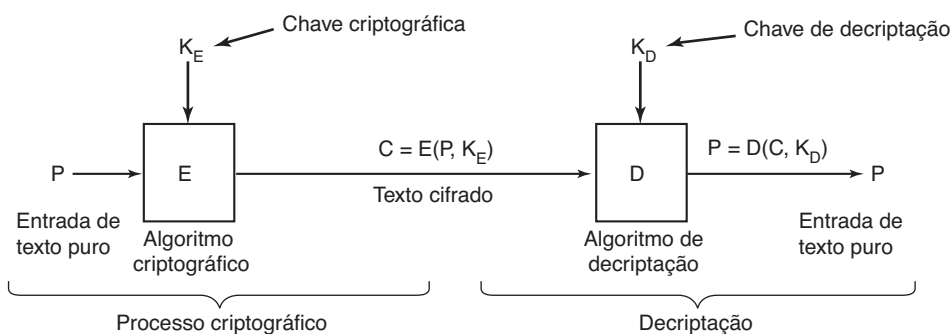 Chave criptográfica
K_E
Chave de decriptação
K_D
P
E
C = E(P, K_E)
Texto cifrado
D
P = D(C, K_D)
P
Entrada de
texto puro
Algoritmo
criptográfico
Algoritmo de
decriptação
Entrada de
texto puro
Processo criptográfico
Decriptação